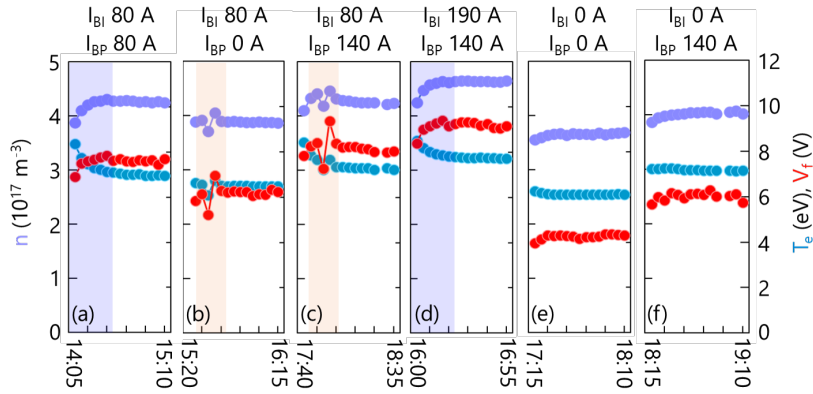 I_BI 80 A I_BI 80 A I_BI 80 A I_BI 190 A I_BI 0 A I_BI 0 A
I_BP 80 A I_BP 0 A I_BP 140 A I_BP 140 A I_BP 0 A I_BP 140 A
5 12
4 10
3 8
2 6
1 4
0 2
0
n (10^17 m^-3)
T_e (eV), V_f (V)
(a) (b) (c) (d) (e) (f)
14:05 15:10 15:20 16:15 17:40 18:35 16:00 16:55 17:15 18:10 18:15 19:10